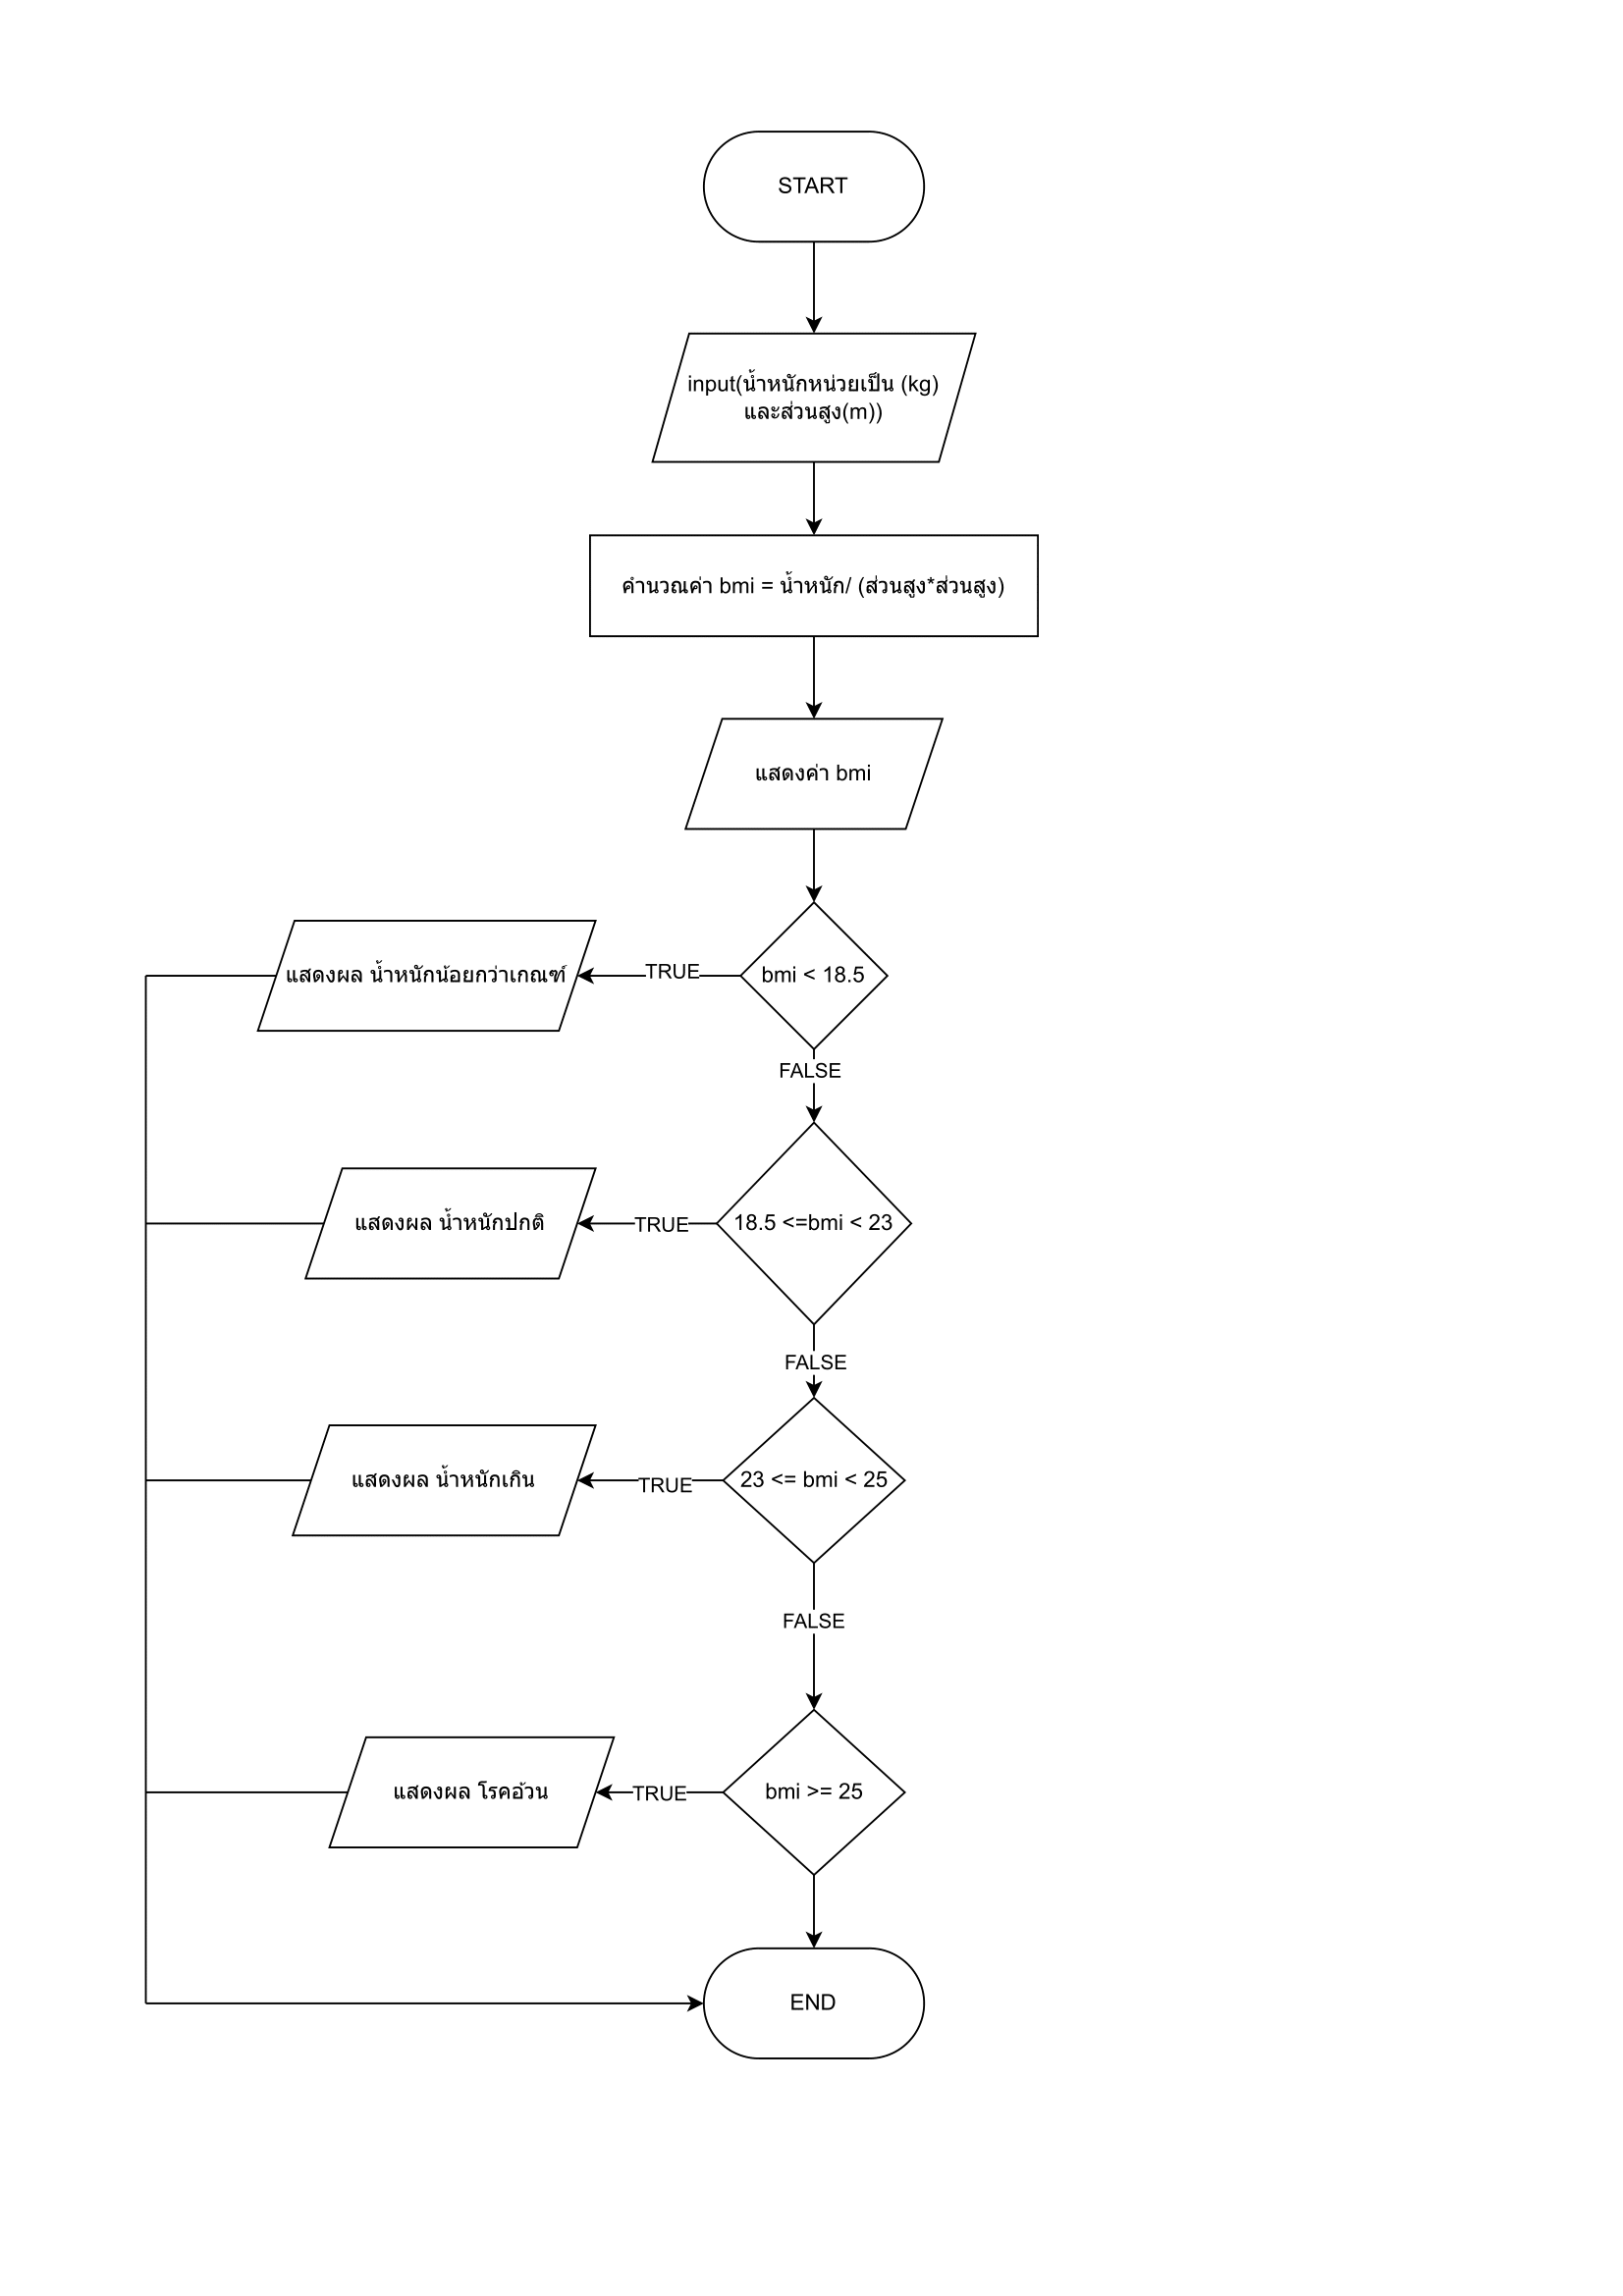 START
input(น้ำหนักหน่วยเป็น (kg)
และส่วนสูง(m))
คำนวณค่า bmi = น้ำหนัก/ (ส่วนสูง*ส่วนสูง)
แสดงค่า bmi
แสดงผล น้ำหนักน้อยกว่าเกณฑ์
TRUE
bmi < 18.5
FALSE
แสดงผล น้ำหนักปกติ
TRUE
18.5 <=bmi < 23
FALSE
แสดงผล น้ำหนักเกิน
TRUE
23 <= bmi < 25
FALSE
แสดงผล โรคอ้วน
TRUE
bmi >= 25
END